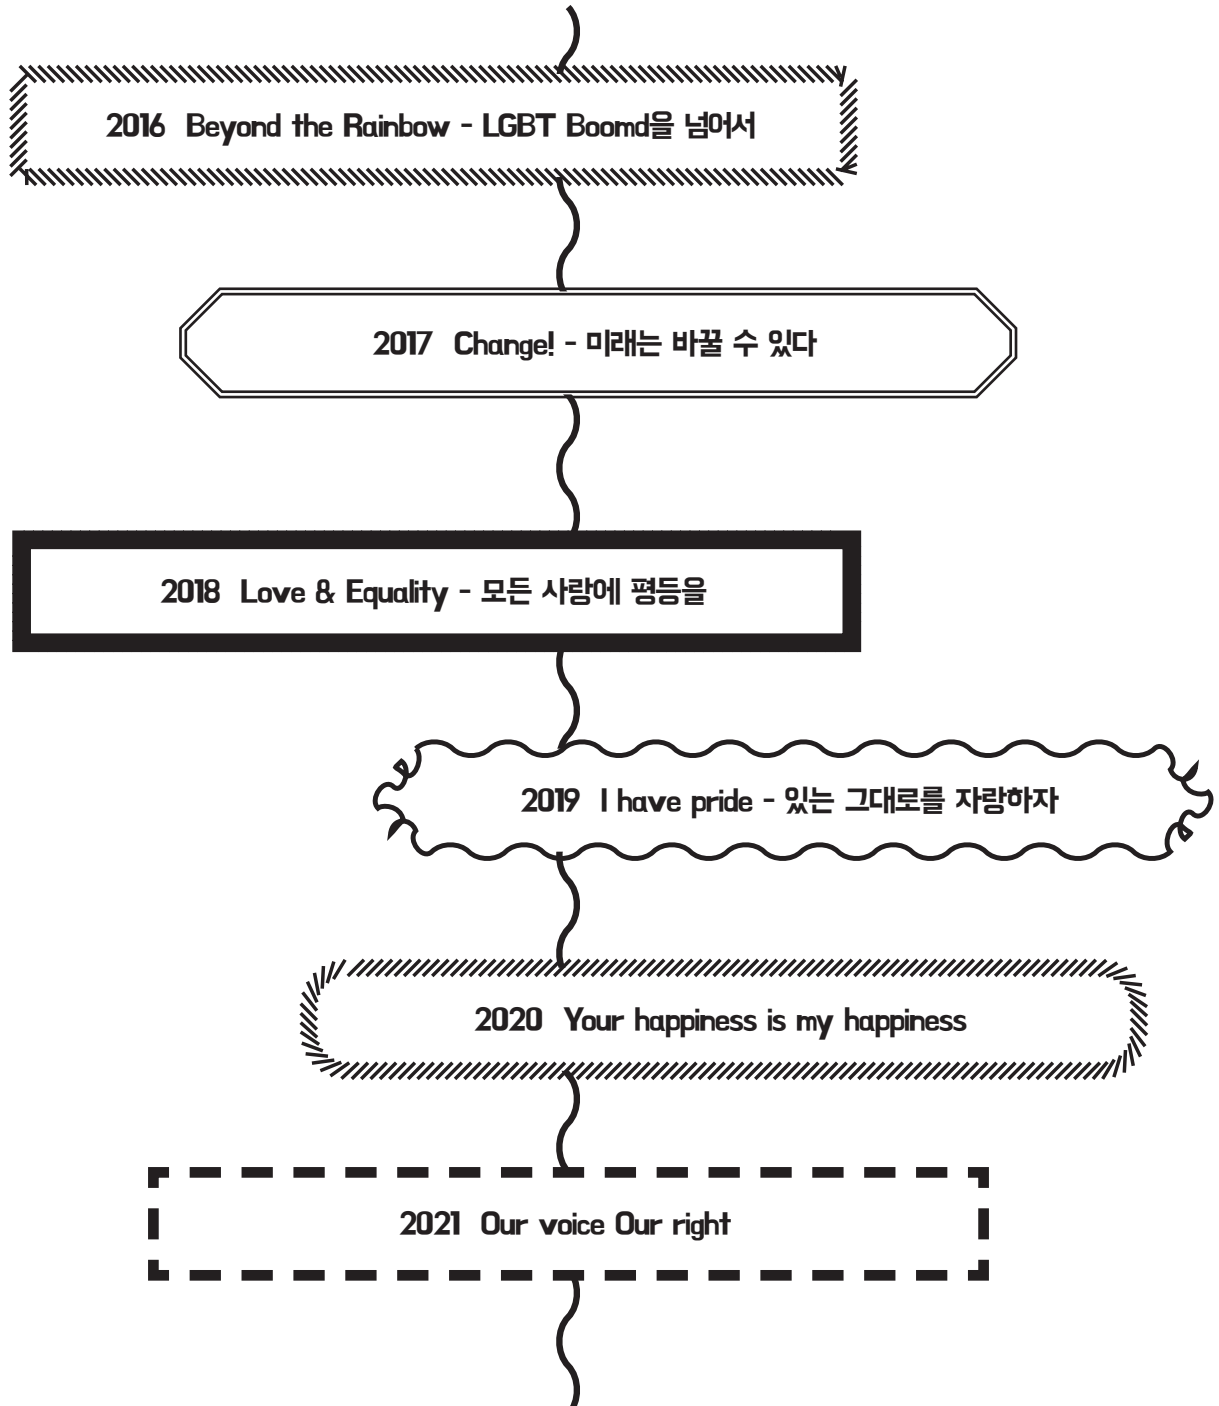 2016 Beyond the Rainbow - LGBT Boomd을 넘어서
2017 Change! - 미래는 바꿀 수 있다
2018 Love & Equality - 모든 사랑에 평등을
2019 I have pride - 있는 그대로를 자랑하자
2020 Your happiness is my happiness
2021 Our voice Our right